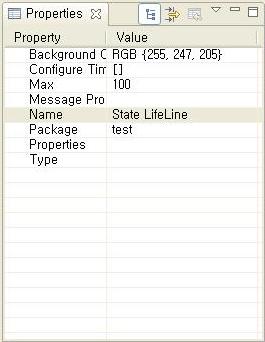 Properties
Property Value
Background C RGB {255, 247, 205}
Configure Tim []
Max 100
Message Pro
Name State LifeLine
Package test
Properties
Type